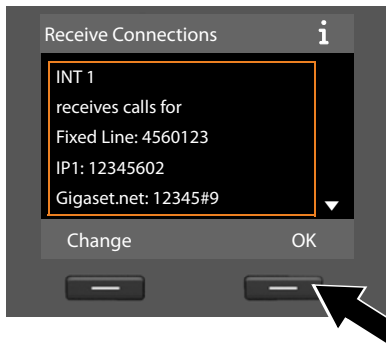 Receive Connections i
INT 1
receives calls for
Fixed Line: 4560123
IP1: 12345602
Gigaset.net: 12345#9
Change OK